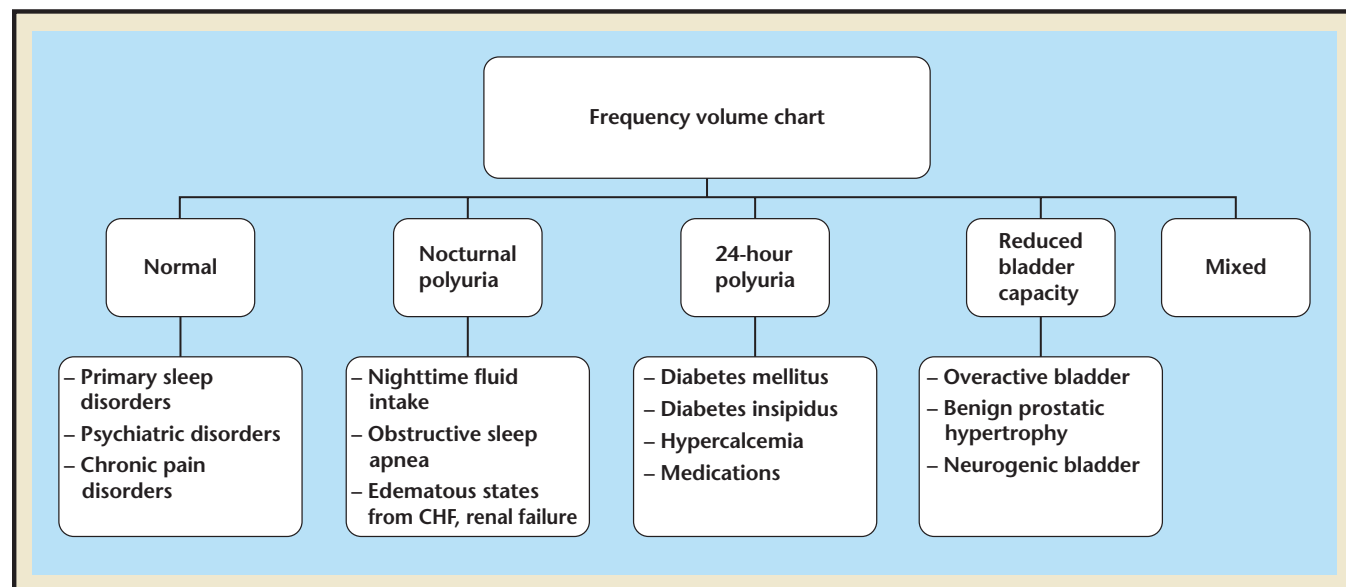 Frequency volume chart
Normal
Nocturnal
polyuria
24-hour
polyuria
Reduced
bladder
capacity
Mixed
– Primary sleep
disorders
– Psychiatric disorders
– Chronic pain
disorders
– Nighttime fluid
intake
– Obstructive sleep
apnea
– Edematous states
from CHF, renal failure
– Diabetes mellitus
– Diabetes insipidus
– Hypercalcemia
– Medications
– Overactive bladder
– Benign prostatic
hypertrophy
– Neurogenic bladder